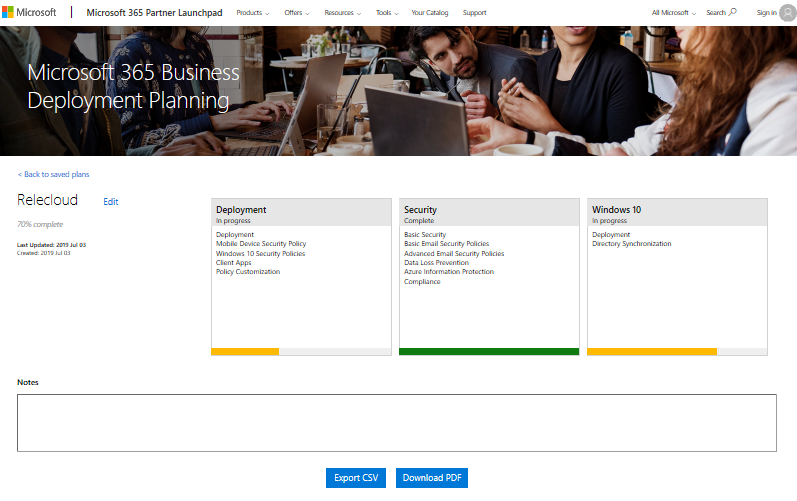 Microsoft
Microsoft 365 Partner Launchpad
Products
Offers
Resources
Tools
Your Catalog
Support
All Microsoft
Search
Sign in
Microsoft 365 Business
Deployment Planning
< Back to saved plans
Relecloud
Edit
70% complete
Last Updated: 2019 Jul 03
Created: 2019 Jul 03
Deployment
In progress
Deployment
Mobile Device Security Policy
Windows 10 Security Policies
Client Apps
Policy Customization
Security
Complete
Basic Security
Basic Email Security Policies
Advanced Email Security Policies
Data Loss Prevention
Azure Information Protection
Compliance
Windows 10
In progress
Deployment
Directory Synchronization
Notes
Export CSV
Download PDF